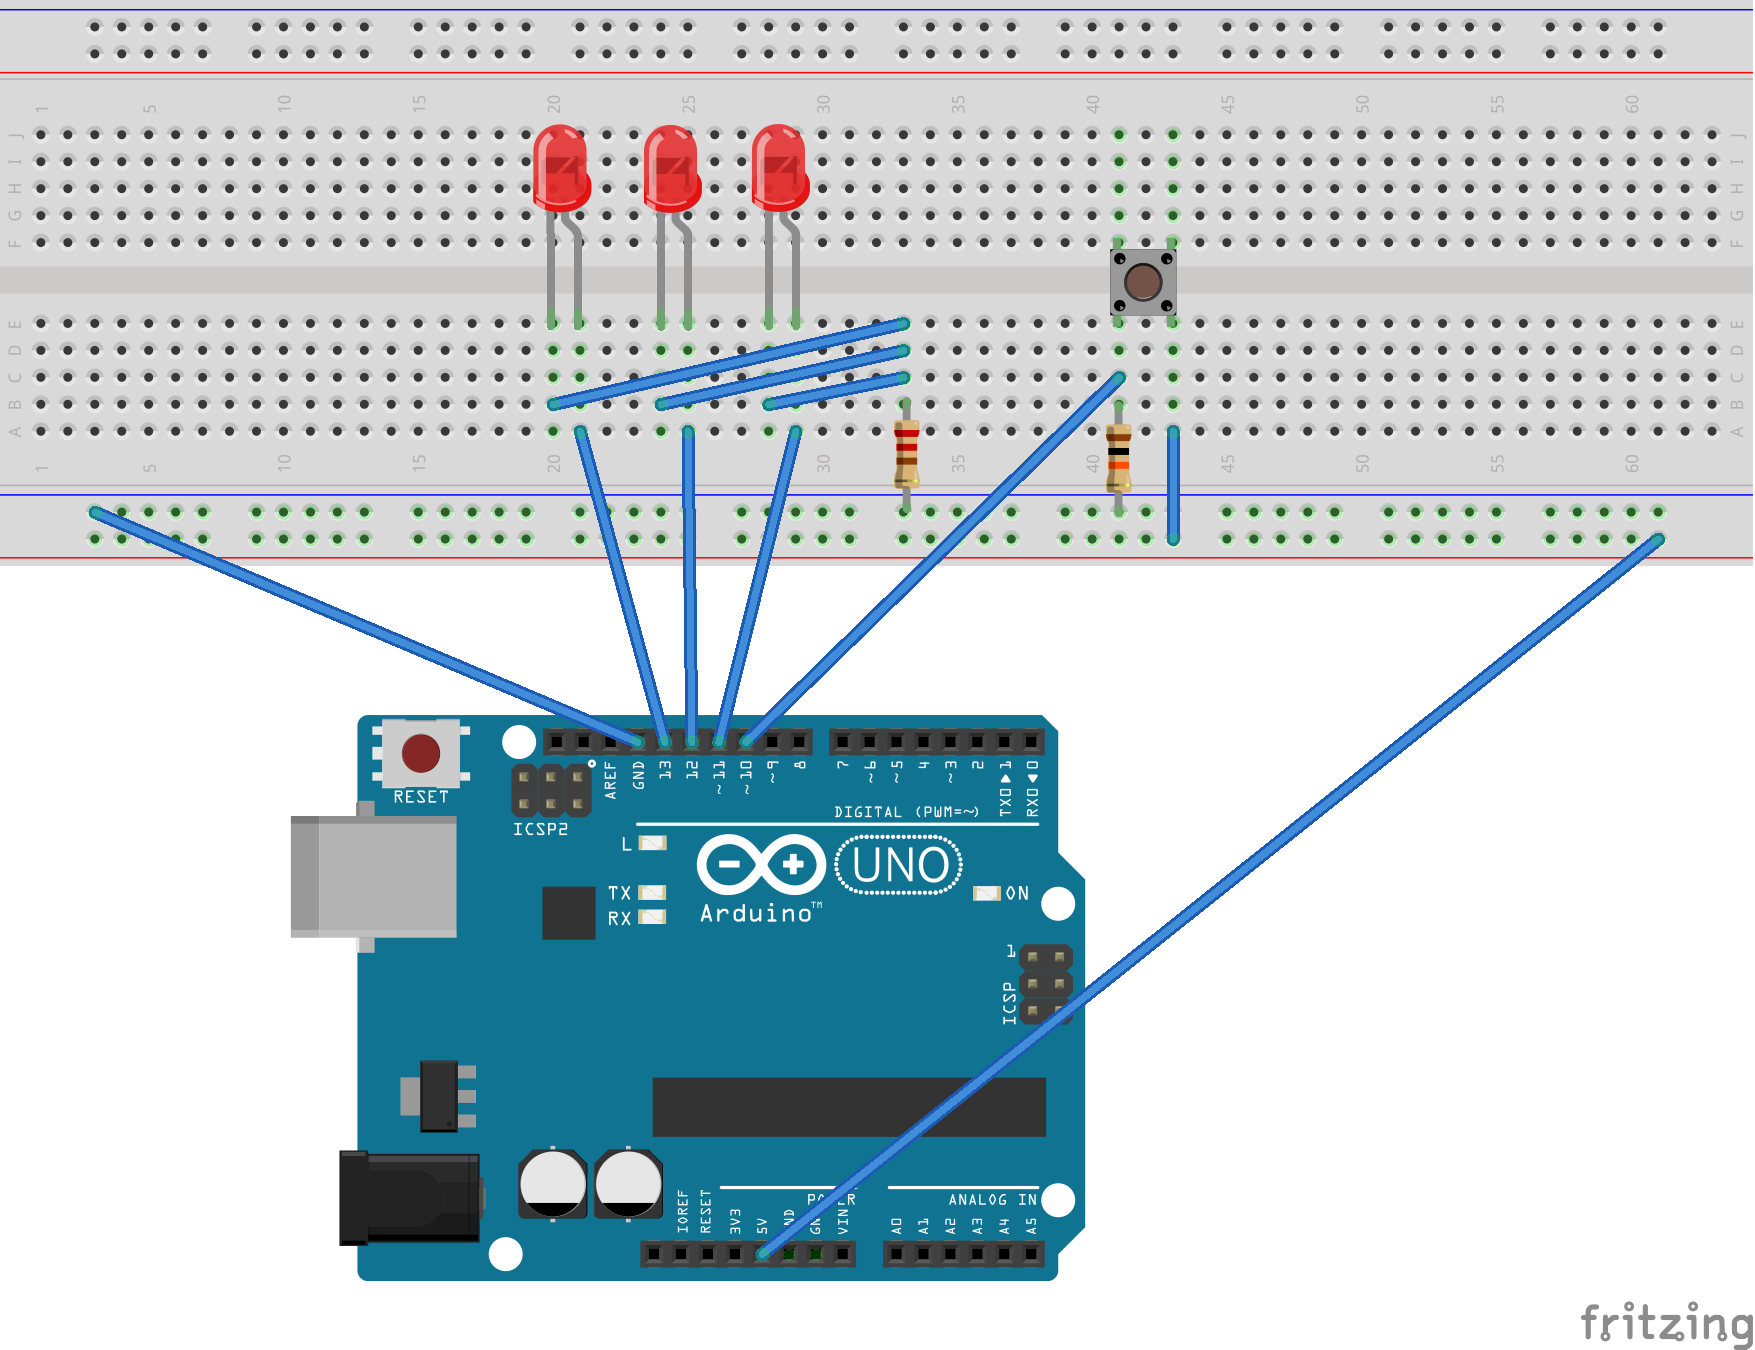 1 5 10 15 20 25 30 35 40 45 50 55 60
J J
I I
H H
G G
F F
E E
D D
C C
B B
A A
1 5 10 15 20 25 30 35 40 45 50 55 60
RESET
ICSP2
AREF GND 13 12 ~11 ~10 ~9 8 7 ~6 ~5 4 ~3 2 TX0▶1 RX0◀0
DIGITAL (PWM=~)
L
TX
RX
UNO
Arduino™
ON
1
ICSP
POWER ANALOG IN
IOREF RESET 3V3 5V GND GND VIN A0 A1 A2 A3 A4 A5
fritzing